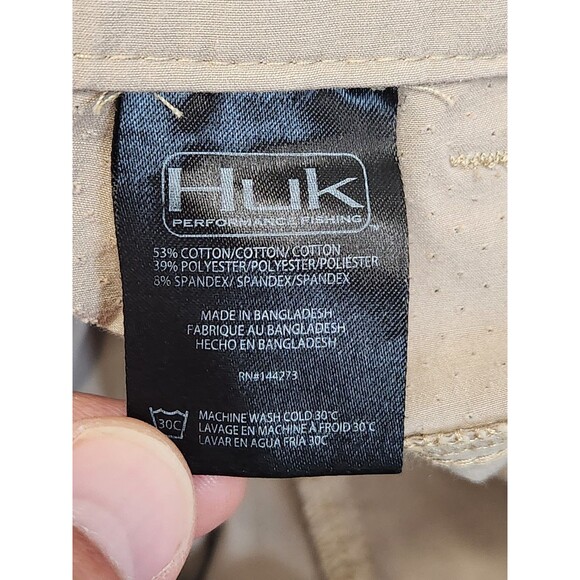 Huk
PERFORMANCE FISHING
53% COTTON/COTTON/ COTTON
39% POLYESTER/POLYESTER/POLIESTER
8% SPANDEX/ SPANDEX/SPANDEX
MADE IN BANGLADESH
FABRIQUE AU BANGLADESH
HECHO EN BANGLADESH
RN#144273
30C
MACHINE WASH COLD 30°C
LAVAGE EN MACHINE À FROID 30°C
LAVAR EN AGUA FRÍA 30C